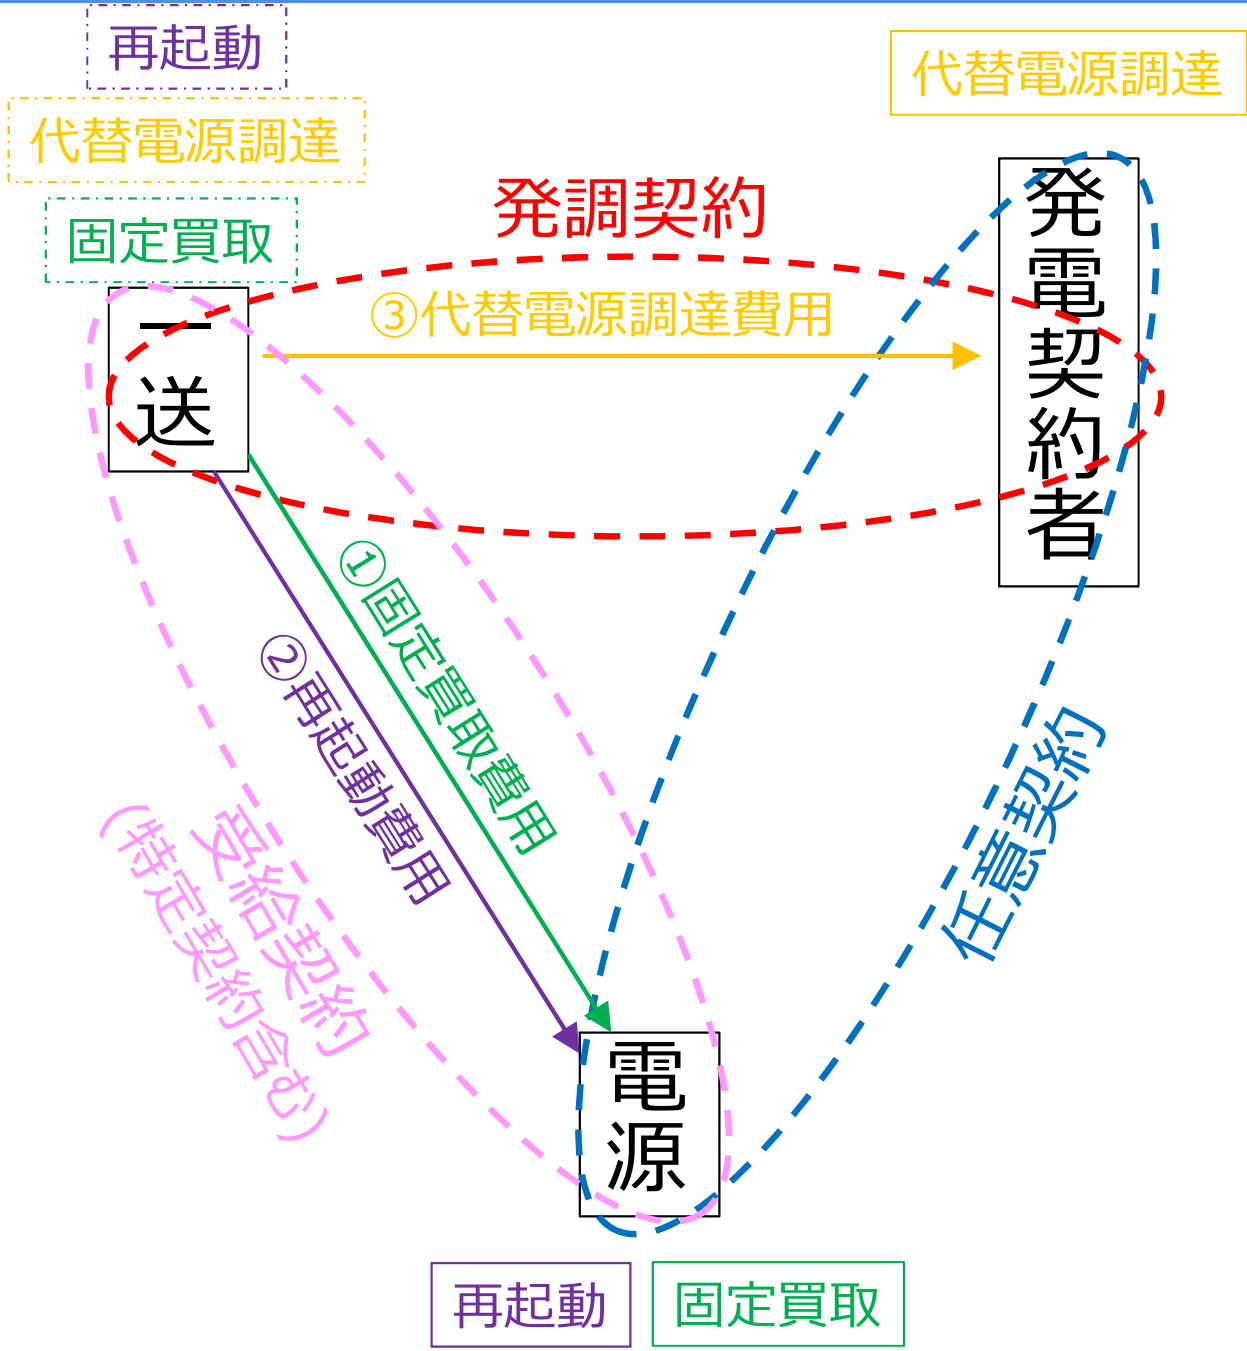 再起動
代替電源調達
固定買取
代替電源調達
発調契約
③代替電源調達費用
一送
発電契約者
①固定買取費用
②再起動費用
受給契約
(特定契約含む)
任意契約
電源
再起動
固定買取